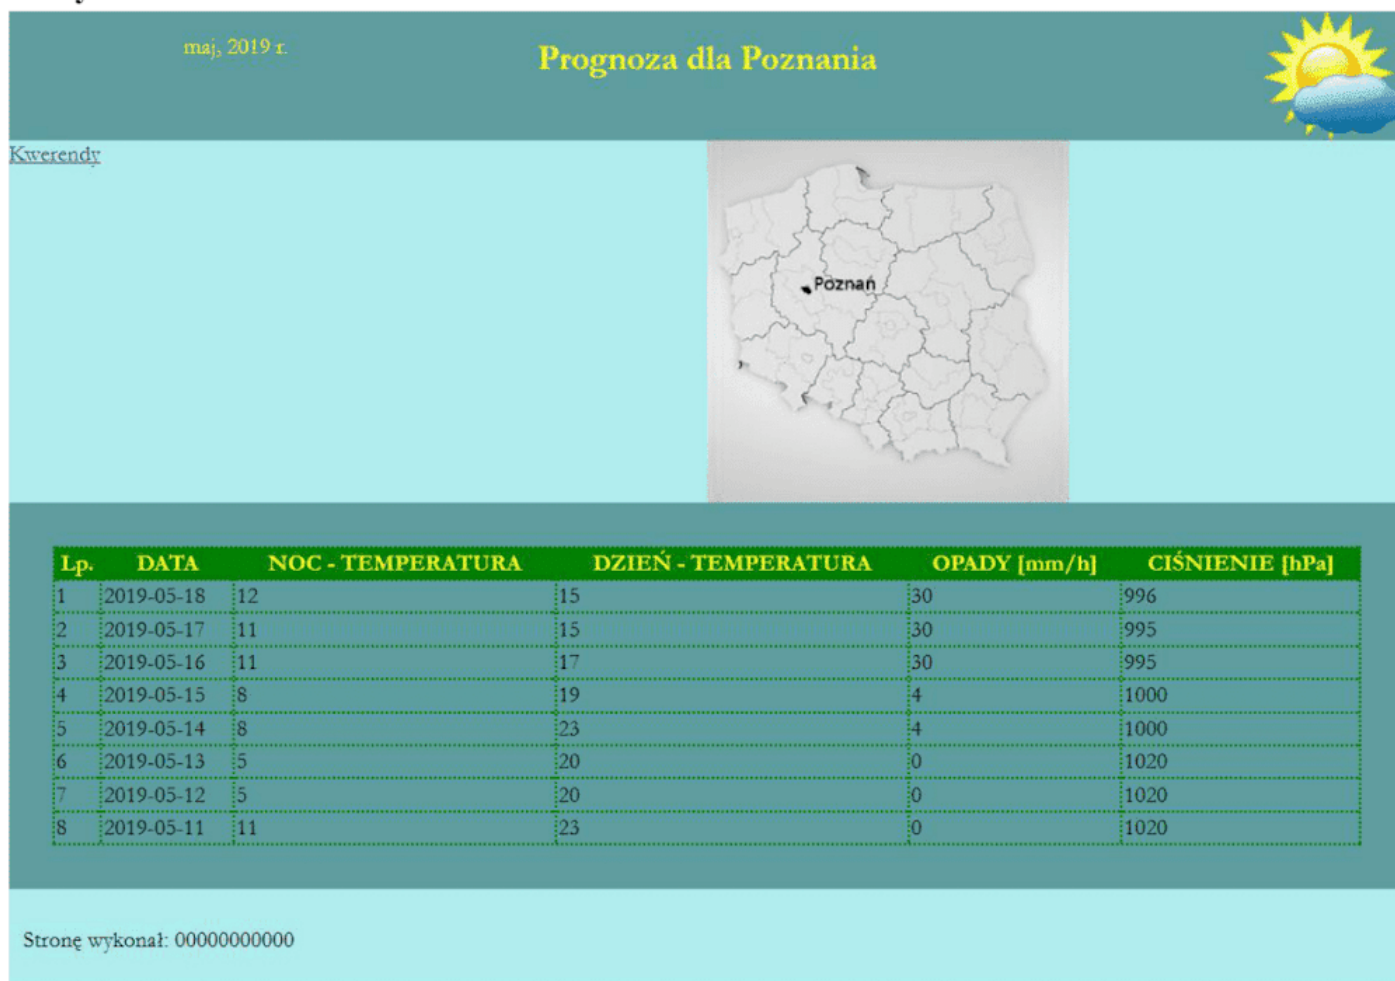 maj, 2019 r.
Prognoza dla Poznania
Kwerendy
Poznań
Lp. DATA NOC - TEMPERATURA DZIEŃ - TEMPERATURA OPADY [mm/h] CIŚNIENIE [hPa]
1 2019-05-18 12 15 30 996
2 2019-05-17 11 15 30 995
3 2019-05-16 11 17 30 995
4 2019-05-15 8 19 4 1000
5 2019-05-14 8 23 4 1000
6 2019-05-13 5 20 0 1020
7 2019-05-12 5 20 0 1020
8 2019-05-11 11 23 0 1020
Stronę wykonał: 00000000000